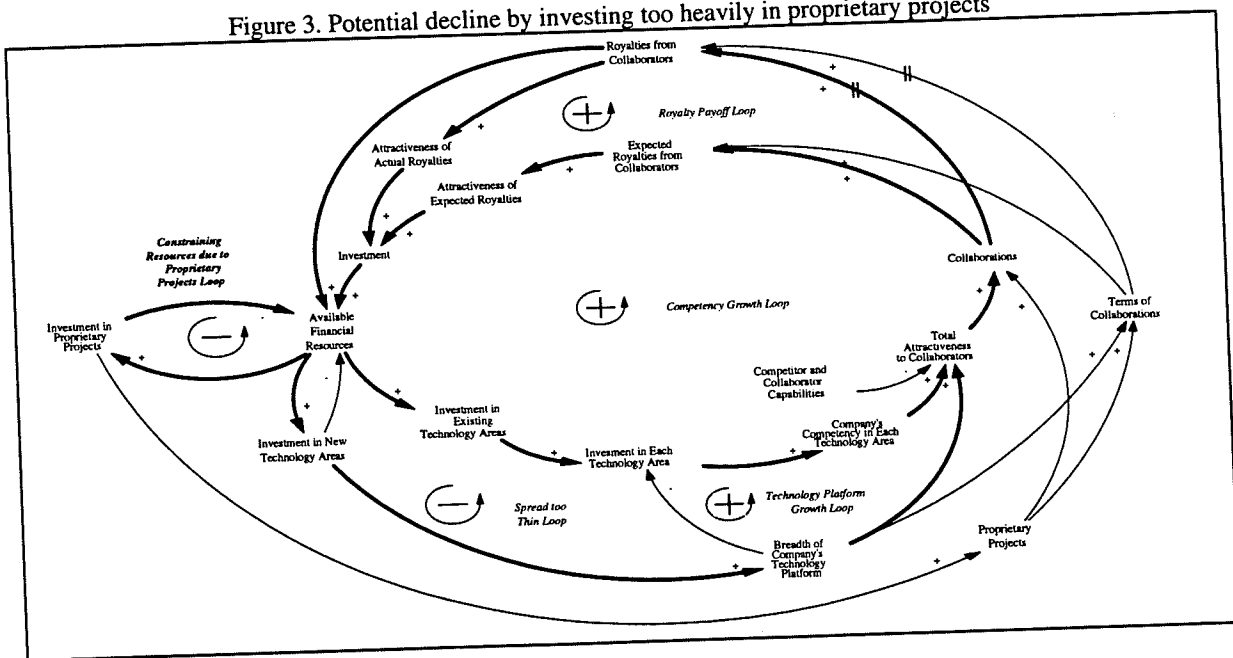 Figure 3. Potential decline by investing too heavily in proprietary projects
Royalties from
Collaborators
+
+
+
Royalty Payoff Loop
+
Attractiveness of
Actual Royalties
Expected
Royalties from
Collaborators
+
+
+
Attractiveness of
Expected Royalties
+
+
Constraining
Resources due to
Proprietary
Projects Loop
Investment
Collaborations
+
+
+
+
+
Competency Growth Loop
Terms of
Collaborations
Investment in
Proprietary
Projects
Available
Financial
Resources
−
+
Total
Attractiveness
to Collaborators
+
+
Competitor and
Collaborator
Capabilities
+
+
+
+
Investment in
Existing
Technology Areas
Company's
Competency in Each
Technology Area
Investment in New
Technology Areas
+
Invesment in Each
Technology Area
+
−
Spread too
Thin Loop
+
Technology Platform
Growth Loop
Proprietary
Projects
Breadth of
Company's
Technology
Platform
+
+